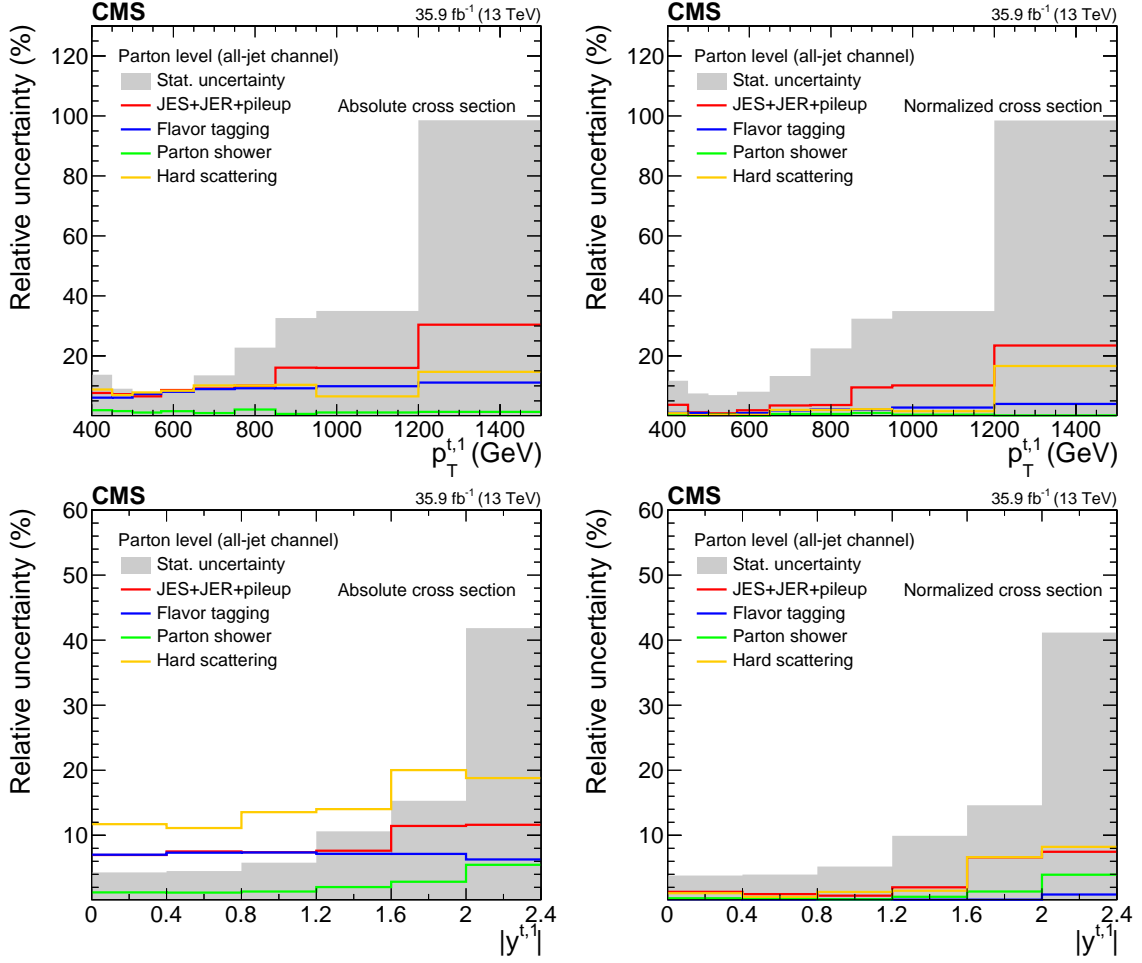 CMS
35.9 fb⁻¹ (13 TeV)
Relative uncertainty (%)
Parton level (all-jet channel)
Stat. uncertainty
JES+JER+pileup
Absolute cross section
Flavor tagging
Parton shower
Hard scattering
120
100
80
60
40
20
400 600 800 1000 1200 1400
p_T^{t,1} (GeV)
CMS
35.9 fb⁻¹ (13 TeV)
Relative uncertainty (%)
Parton level (all-jet channel)
Stat. uncertainty
JES+JER+pileup
Normalized cross section
Flavor tagging
Parton shower
Hard scattering
120
100
80
60
40
20
400 600 800 1000 1200 1400
p_T^{t,1} (GeV)
CMS
35.9 fb⁻¹ (13 TeV)
Relative uncertainty (%)
Parton level (all-jet channel)
Stat. uncertainty
JES+JER+pileup
Absolute cross section
Flavor tagging
Parton shower
Hard scattering
60
50
40
30
20
10
0 0.4 0.8 1.2 1.6 2 2.4
|y^{t,1}|
CMS
35.9 fb⁻¹ (13 TeV)
Relative uncertainty (%)
Parton level (all-jet channel)
Stat. uncertainty
JES+JER+pileup
Normalized cross section
Flavor tagging
Parton shower
Hard scattering
60
50
40
30
20
10
0 0.4 0.8 1.2 1.6 2 2.4
|y^{t,1}|